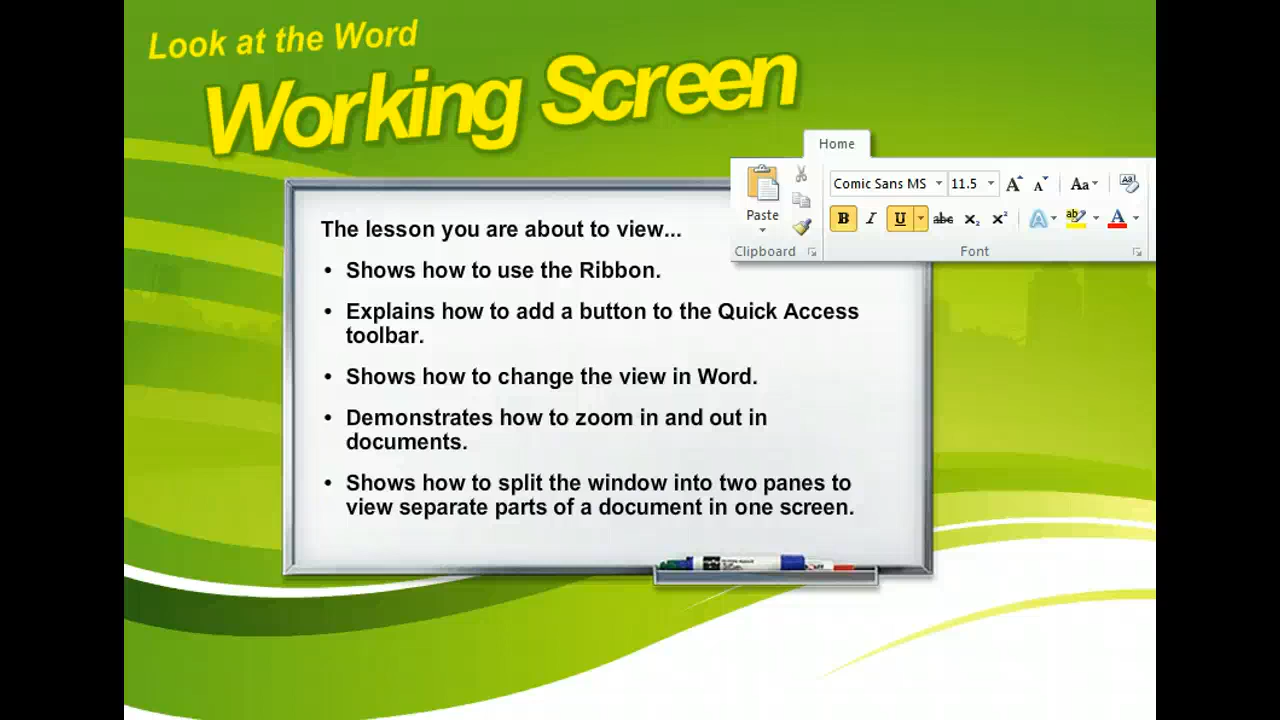 Look at the Word
Working Screen
Home
Comic Sans MS 11.5 A A Aa
Paste
B I U abc x₂ x² A ab A
Clipboard
Font
The lesson you are about to view...
• Shows how to use the Ribbon.
• Explains how to add a button to the Quick Access
toolbar.
• Shows how to change the view in Word.
• Demonstrates how to zoom in and out in
documents.
• Shows how to split the window into two panes to
view separate parts of a document in one screen.